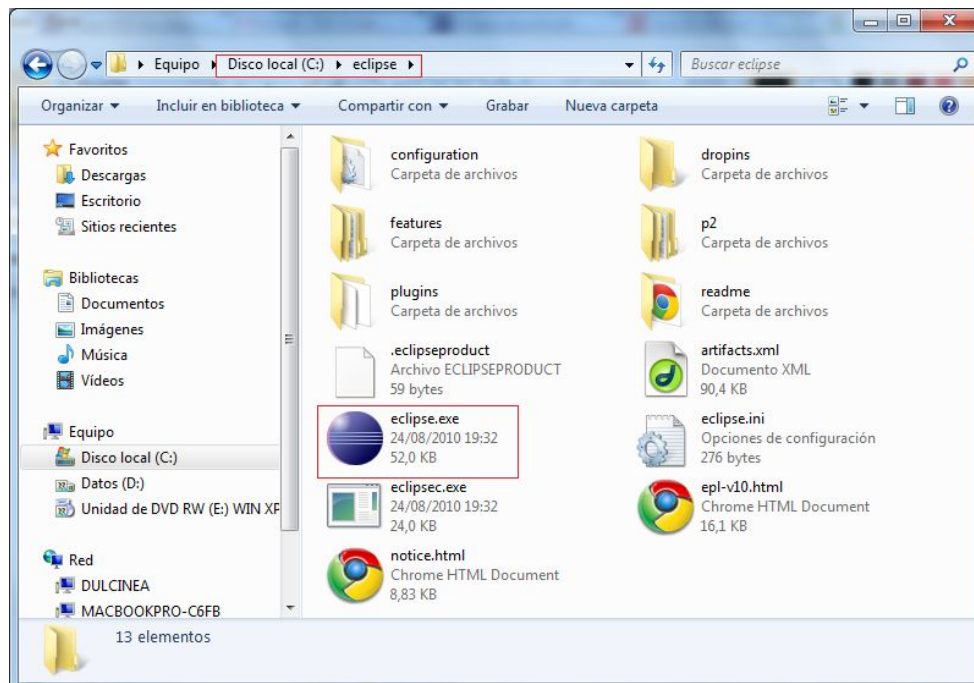 Equipo Disco local (C:) eclipse
Buscar eclipse
Organizar Incluir en biblioteca Compartir con Grabar Nueva carpeta
Favoritos
Descargas
Escritorio
Sitios recientes
Bibliotecas
Documentos
Imágenes
Música
Vídeos
Equipo
Disco local (C:)
Datos (D:)
Unidad de DVD RW (E:) WIN XP
Red
DULCINEA
MACBOOKPRO-C6FB
configuration
Carpeta de archivos
dropins
Carpeta de archivos
features
Carpeta de archivos
p2
Carpeta de archivos
plugins
Carpeta de archivos
readme
Carpeta de archivos
.eclipseproduct
Archivo ECLIPSEPRODUCT
59 bytes
artifacts.xml
Documento XML
90,4 KB
eclipse.exe
24/08/2010 19:32
52,0 KB
eclipse.ini
Opciones de configuración
276 bytes
eclipsec.exe
24/08/2010 19:32
24,0 KB
epl-v10.html
Chrome HTML Document
16,1 KB
notice.html
Chrome HTML Document
8,83 KB
13 elementos